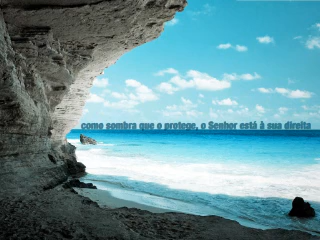 como sombra que o protege, o Senhor está à sua direita